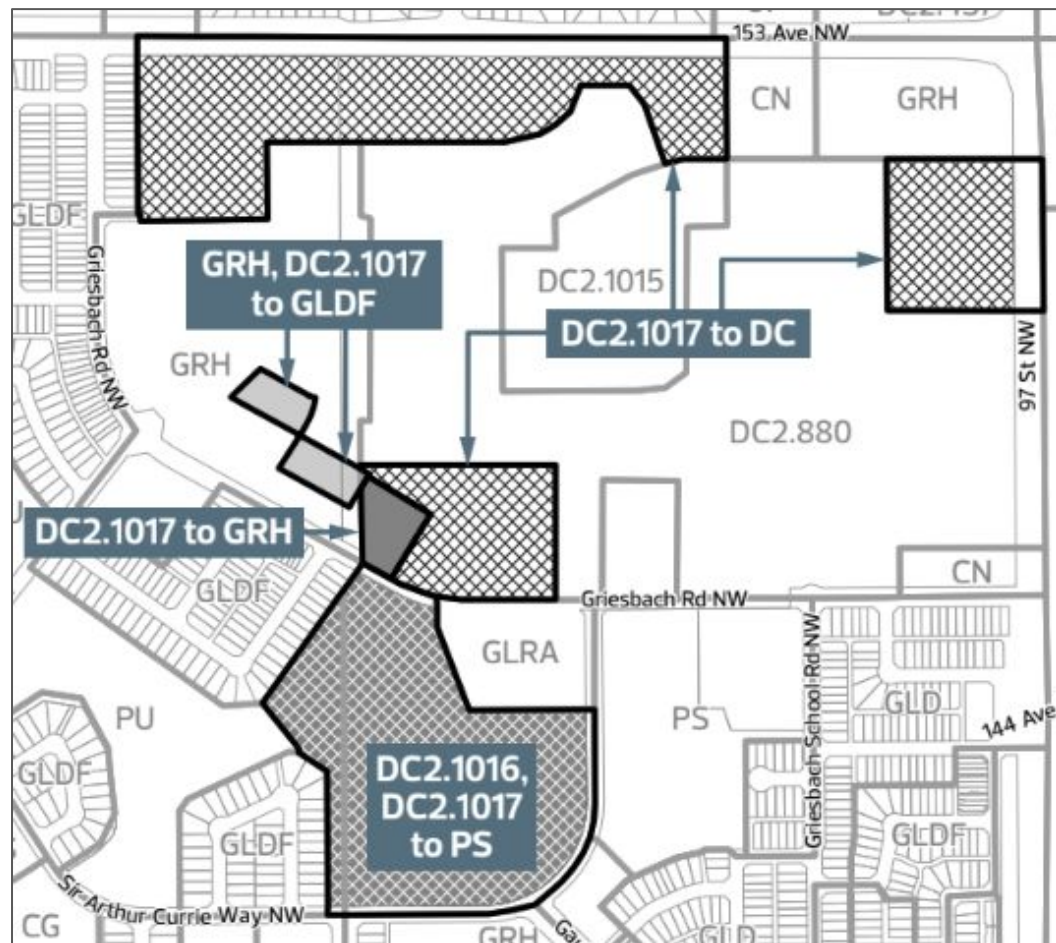 153 Ave NW
CN
GRH
GLDF
Griesbach Rd NW
GRH, DC2.1017
to GLDF
DC2.1015
DC2.1017 to DC
97 St NW
GRH
DC2.880
DC2.1017 to GRH
CN
GLDF
Griesbach Rd NW
GLRA
Griesbach School Rd NW
GLD
PU
PS
144 Ave
GLDF
DC2.1016,
DC2.1017
to PS
GLDF
GLDF
Sir Arthur Currie Way NW
CG
GRH
GLD